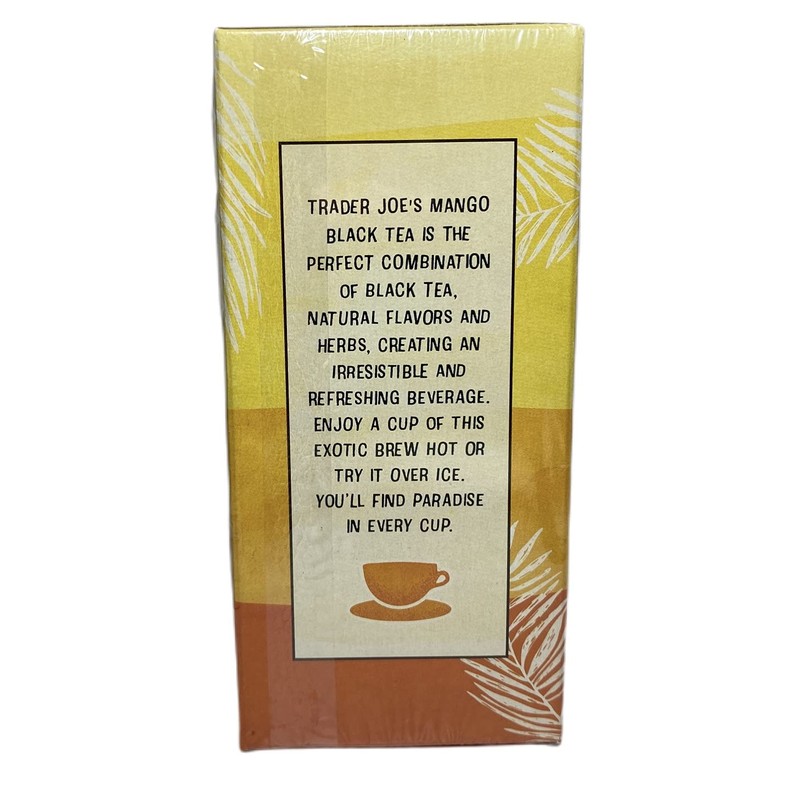 TRADER JOE'S MANGO
BLACK TEA IS THE
PERFECT COMBINATION
OF BLACK TEA,
NATURAL FLAVORS AND
HERBS, CREATING AN
IRRESISTIBLE AND
REFRESHING BEVERAGE.
ENJOY A CUP OF THIS
EXOTIC BREW HOT OR
TRY IT OVER ICE.
YOU'LL FIND PARADISE
IN EVERY CUP.